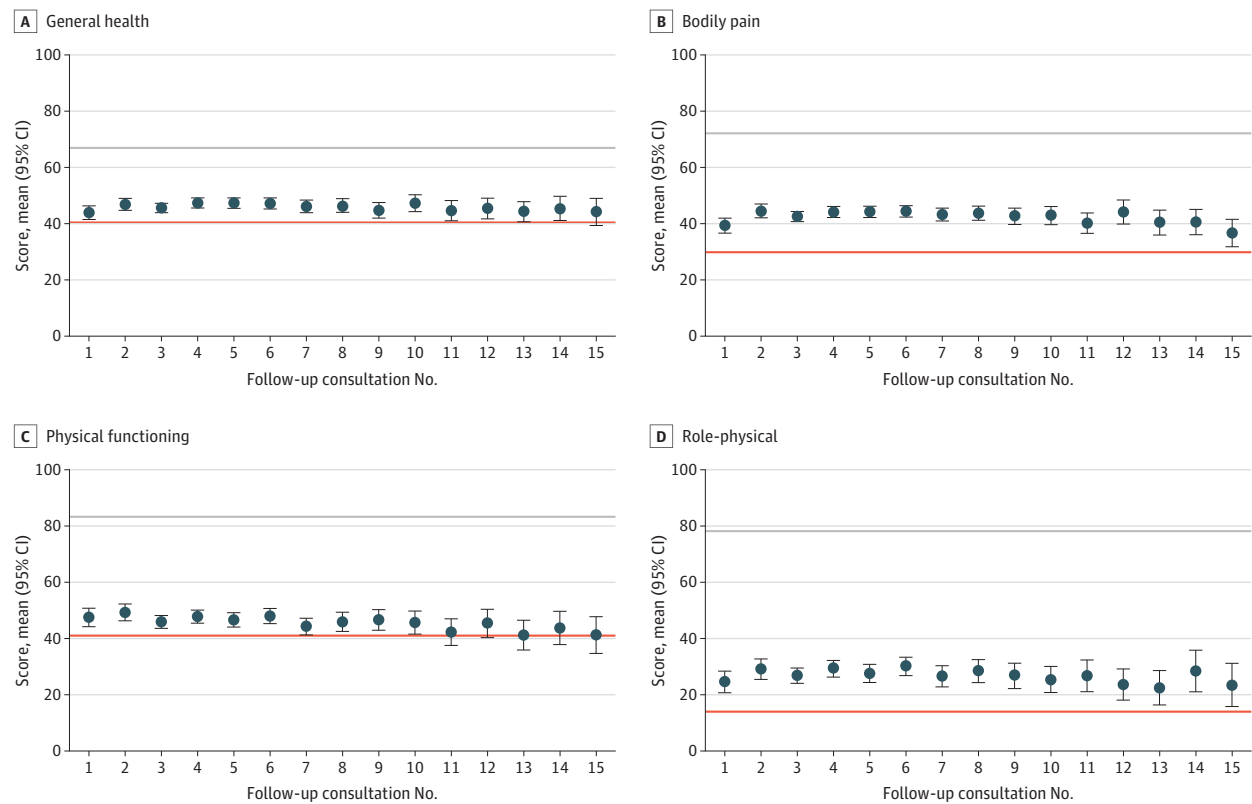 A General health
100
80
60
40
20
0
Score, mean (95% CI)
1 2 3 4 5 6 7 8 9 10 11 12 13 14 15
Follow-up consultation No.
B Bodily pain
100
80
60
40
20
0
Score, mean (95% CI)
1 2 3 4 5 6 7 8 9 10 11 12 13 14 15
Follow-up consultation No.
C Physical functioning
100
80
60
40
20
0
Score, mean (95% CI)
1 2 3 4 5 6 7 8 9 10 11 12 13 14 15
Follow-up consultation No.
D Role-physical
100
80
60
40
20
0
Score, mean (95% CI)
1 2 3 4 5 6 7 8 9 10 11 12 13 14 15
Follow-up consultation No.